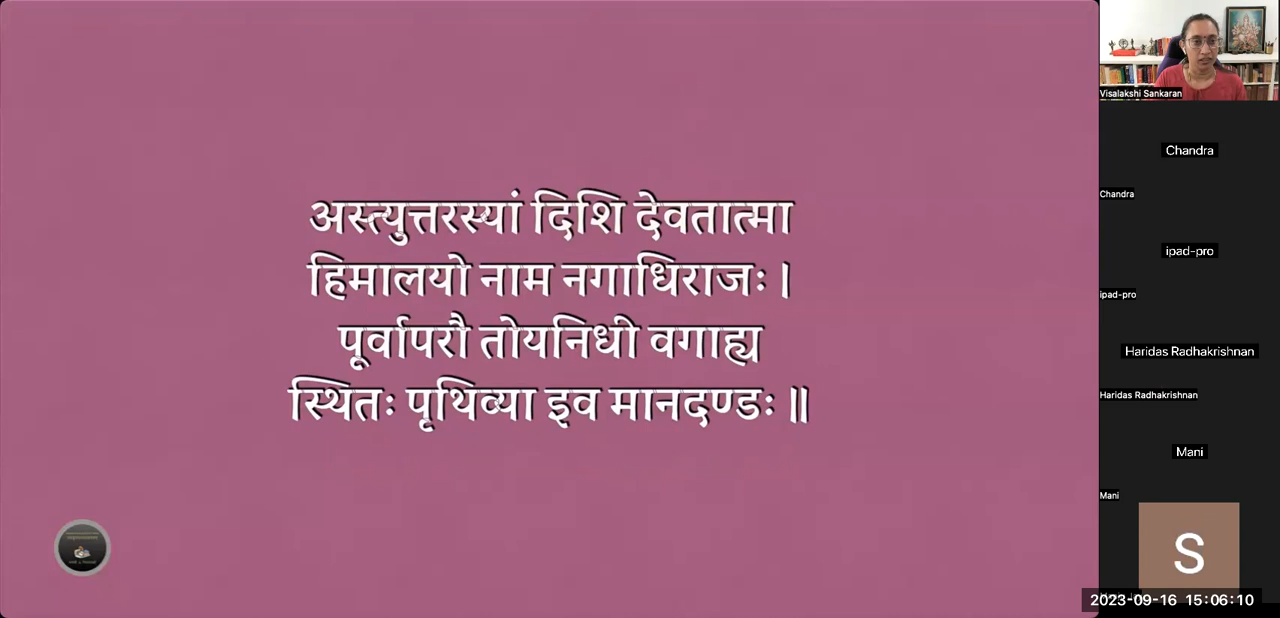 अस्त्युत्तरस्यां दिशि देवतात्मा
हिमालयो नाम नगाधिराजः ।
पूर्वापरौ तोयनिधी वगाह्य
स्थितः पृथिव्या इव मानदण्डः ॥
Visalakshi Sankaran
Chandra
Chandra
ipad-pro
ipad-pro
Haridas Radhakrishnan
Haridas Radhakrishnan
Mani
Mani
S
2023-09-16 15:06:10